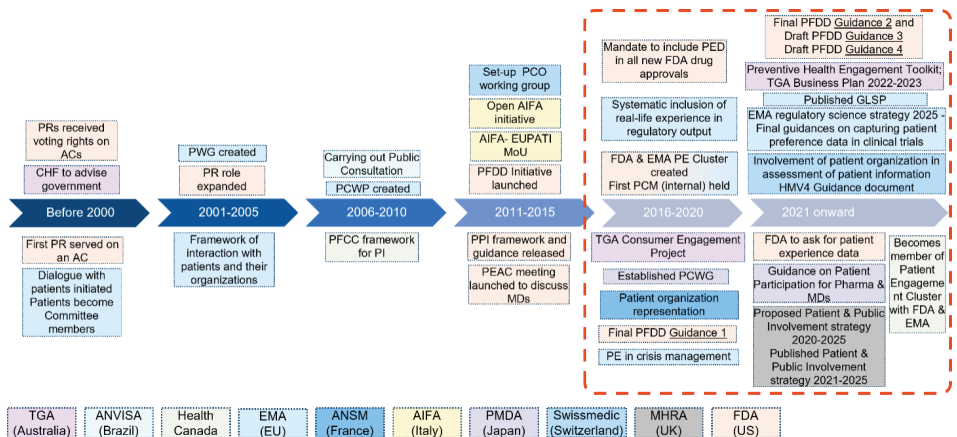 PRs received
voting rights on
ACs
CHF to advise
government
PWG created
PR role
expanded
Carrying out Public
Consultation
PCWP created
Set-up PCO
working group
Open AIFA
initiative
AIFA- EUPATI
MoU
PFDD Initiative
launched
Mandate to include PED
in all new FDA drug
approvals
Systematic inclusion of
real-life experience in
regulatory output
FDA & EMA PE Cluster
created
First PCM (internal) held
Final PFDD Guidance 2 and
Draft PFDD Guidance 3
Draft PFDD Guidance 4
Preventive Health Engagement Toolkit;
TGA Business Plan 2022-2023
Published GLSP
EMA regulatory science strategy 2025 -
Final guidances on capturing patient
preference data in clinical trials
Involvement of patient organization in
assessment of patient information
HMV4 Guidance document
Before 2000
2001-2005
2006-2010
2011-2015
2016-2020
2021 onward
First PR served on
an AC
Dialogue with
patients initiated
Patients become
Committee
members
Framework of
interaction with
patients and their
organizations
PFCC framework
for PI
PPI framework and
guidance released
PEAC meeting
launched to discuss
MDs
TGA Consumer Engagement
Project
Established PCWG
Patient organization
representation
Final PFDD Guidance 1
PE in crisis management
FDA to ask for patient
experience data
Guidance on Patient
Participation for Pharma &
MDs
Proposed Patient & Public
Involvement strategy
2020-2025
Published Patient &
Public Involvement
strategy 2021-2025
Becomes
member of
Patient
Engageme
nt Cluster
with FDA &
EMA
TGA
(Australia)
ANVISA
(Brazil)
Health
Canada
EMA
(EU)
ANSM
(France)
AIFA
(Italy)
PMDA
(Japan)
Swissmedic
(Switzerland)
MHRA
(UK)
FDA
(US)